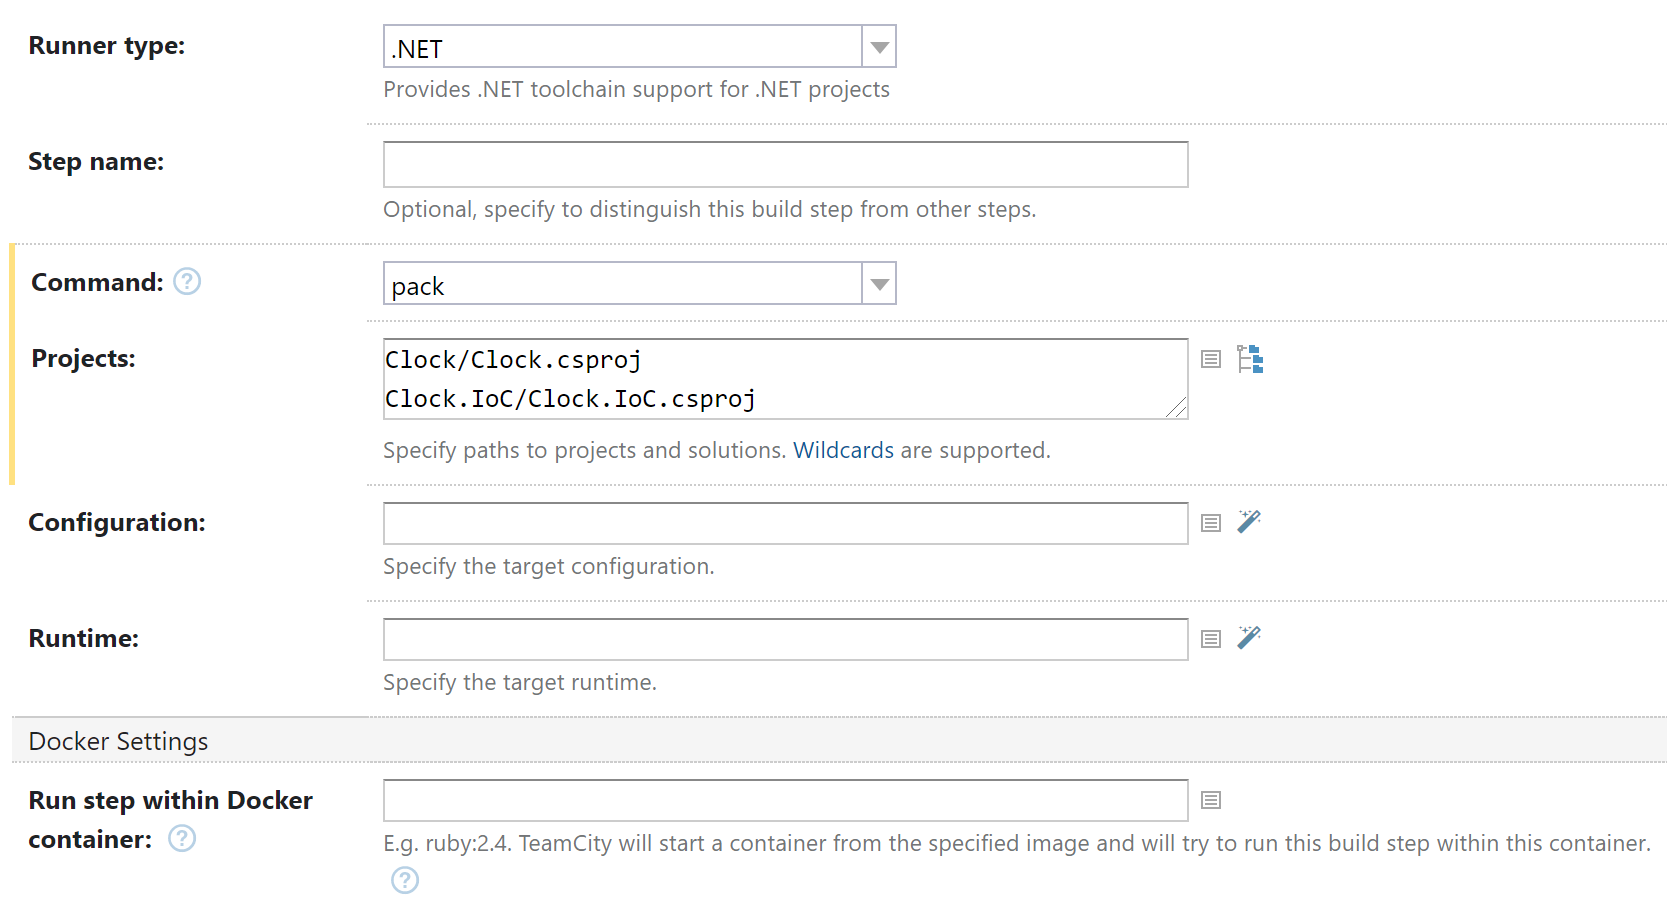 Runner type:
.NET
Provides .NET toolchain support for .NET projects
Step name:
Optional, specify to distinguish this build step from other steps.
Command: ?
pack
Projects:
Clock/Clock.csproj
Clock.IoC/Clock.IoC.csproj
Specify paths to projects and solutions. Wildcards are supported.
Configuration:
Specify the target configuration.
Runtime:
Specify the target runtime.
Docker Settings
Run step within Docker
container: ?
E.g. ruby:2.4. TeamCity will start a container from the specified image and will try to run this build step within this container.
?